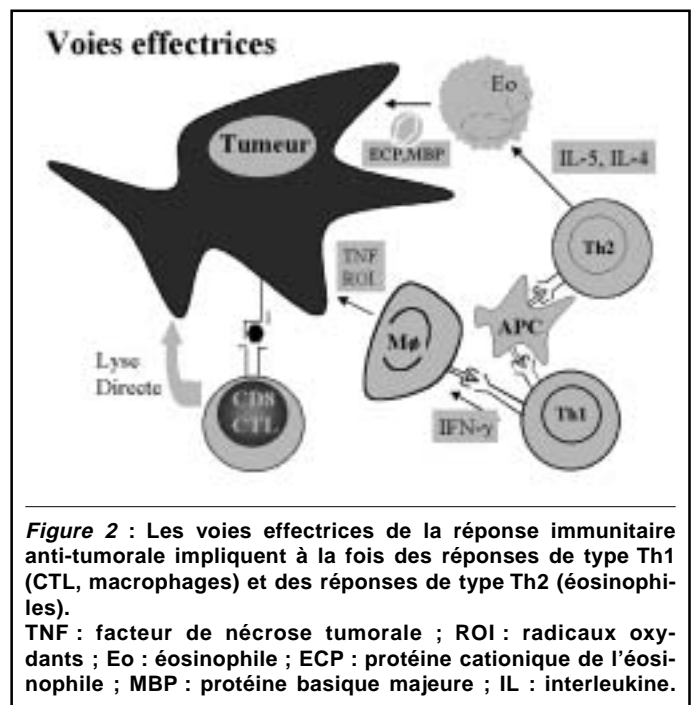 Voies effectrices
Eo
Tumeur
ECP,MBP
IL-5, IL-4
Th2
TNF
ROI
APC
Mø
Lyse
Directe
CD8
CTL
IFN-γ
Th1
Figure 2 : Les voies effectrices de la réponse immunitaire
anti-tumorale impliquent à la fois des réponses de type Th1
(CTL, macrophages) et des réponses de type Th2 (éosinophi-
les).
TNF : facteur de nécrose tumorale ; ROI : radicaux oxy-
dants ; Eo : éosinophile ; ECP : protéine cationique de l'éosi-
nophile ; MBP : protéine basique majeure ; IL : interleukine.